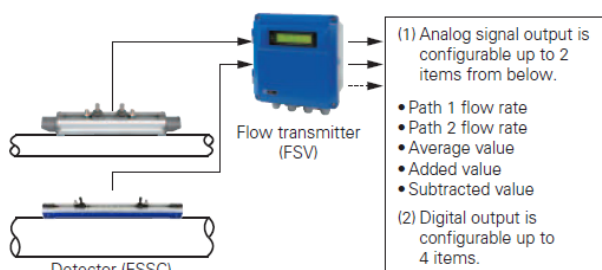 Flow transmitter
(FSV)
Detector (FSSC)
(1) Analog signal output is
configurable up to 2
items from below.
• Path 1 flow rate
• Path 2 flow rate
• Average value
• Added value
• Subtracted value
(2) Digital output is
configurable up to
4 items.